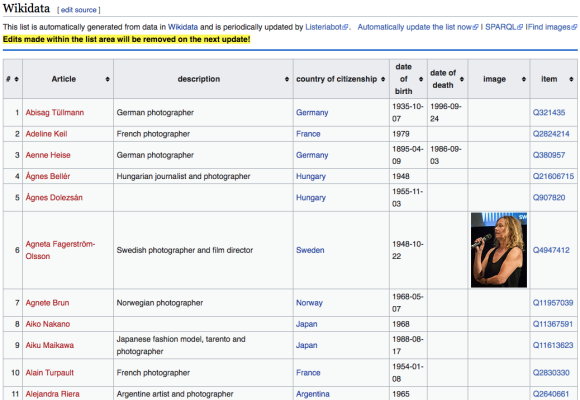 Wikidata [ edit source ]
This list is automatically generated from data in Wikidata and is periodically updated by Listeriabot. Automatically update the list now | SPARQL | Find images
Edits made within the list area will be removed on the next update!
# Article description country of citizenship date of birth date of death image item
1 Abisag Tüllmann German photographer Germany 1935-10-07 1996-09-24 Q321435
2 Adeline Keil French photographer France 1979 Q2824214
3 Aenne Heise German photographer Germany 1895-04-09 1986-09-03 Q380957
4 Ágnes Bellér Hungarian journalist and photographer Hungary 1948 Q21606715
5 Ágnes Dolezsán Hungary 1955-11-03 Q907820
6 Agneta Fagerström-Olsson Swedish photographer and film director Sweden 1948-10-22 Q4947412
7 Agnete Brun Norwegian photographer Norway 1968-05-07 Q11957039
8 Aiko Nakano Japan 1968 Q11367591
9 Aiku Maikawa Japanese fashion model, tarento and photographer Japan 1988-08-17 Q11613623
10 Alain Turpault French photographer France 1954-01-08 Q2830330
11 Alejandra Riera Argentine artist and photographer Argentina 1965 Q2640661